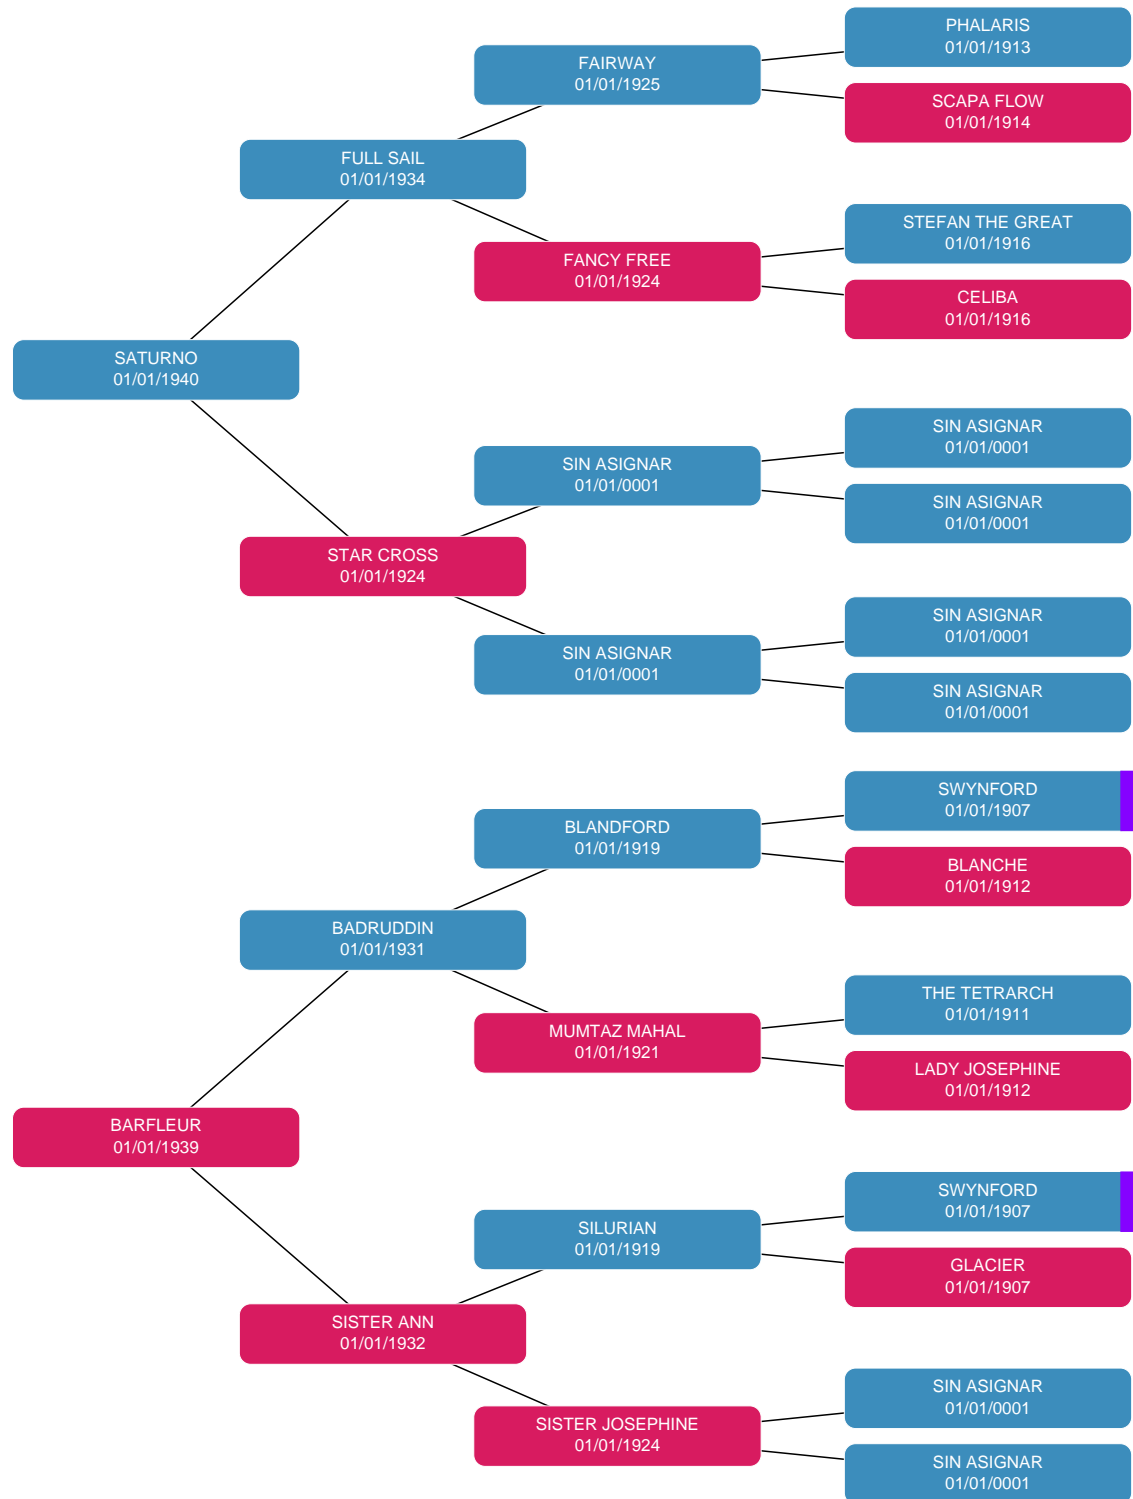 PHALARIS
01/01/1913
FAIRWAY
01/01/1925
SCAPA FLOW
01/01/1914
FULL SAIL
01/01/1934
STEFAN THE GREAT
01/01/1916
FANCY FREE
01/01/1924
CELIBA
01/01/1916
SATURNO
01/01/1940
SIN ASIGNAR
01/01/0001
SIN ASIGNAR
01/01/0001
SIN ASIGNAR
01/01/0001
STAR CROSS
01/01/1924
SIN ASIGNAR
01/01/0001
SIN ASIGNAR
01/01/0001
SIN ASIGNAR
01/01/0001
SWYNFORD
01/01/1907
BLANDFORD
01/01/1919
BLANCHE
01/01/1912
BADRUDDIN
01/01/1931
THE TETRARCH
01/01/1911
MUMTAZ MAHAL
01/01/1921
LADY JOSEPHINE
01/01/1912
BARFLEUR
01/01/1939
SWYNFORD
01/01/1907
SILURIAN
01/01/1919
GLACIER
01/01/1907
SISTER ANN
01/01/1932
SIN ASIGNAR
01/01/0001
SISTER JOSEPHINE
01/01/1924
SIN ASIGNAR
01/01/0001